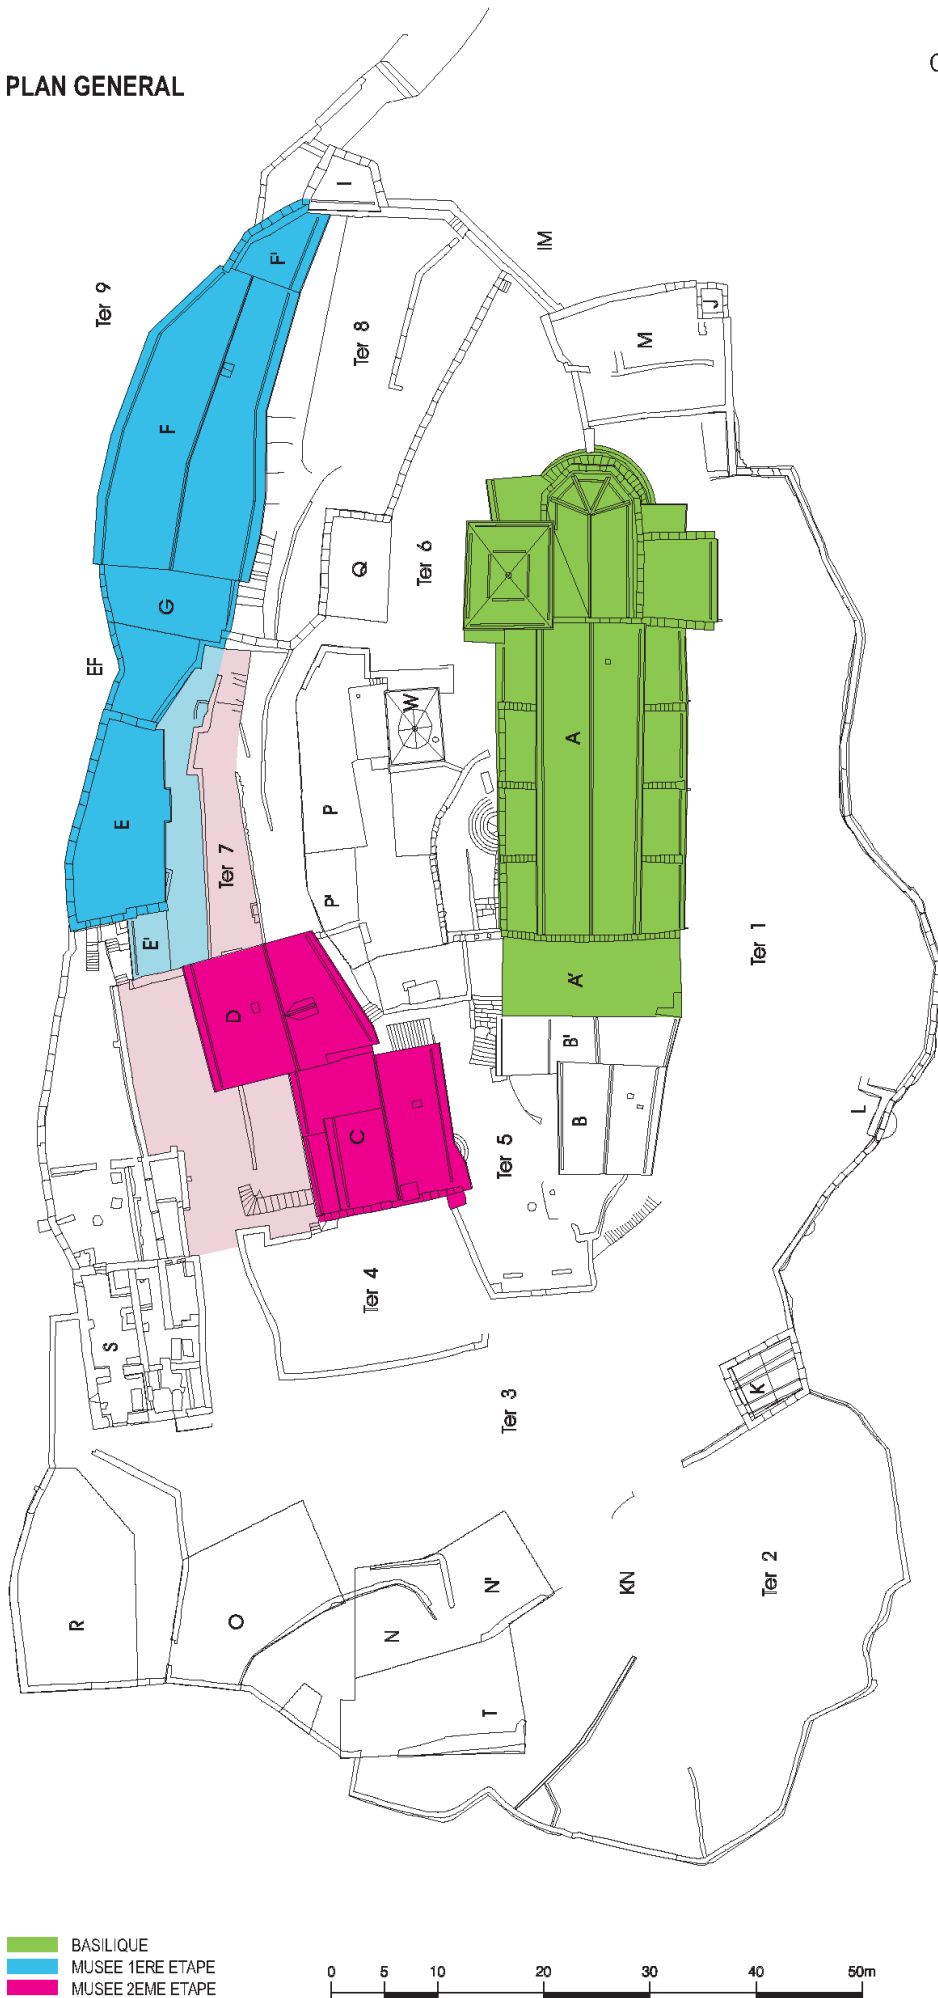 PLAN GENERAL
I
IM
F'
Ter 9
Ter 8
J
M
F
Q
Ter 6
G
EF
W
A
P
E
Ter 7
P'
Ter 1
E'
A'
D
B'
L
B
C
Ter 5
Ter 4
S
K
Ter 3
Ter 2
KN
N'
R
O
N
T
BASILIQUE
MUSEE 1ERE ETAPE
MUSEE 2EME ETAPE
0 5 10 20 30 40 50m